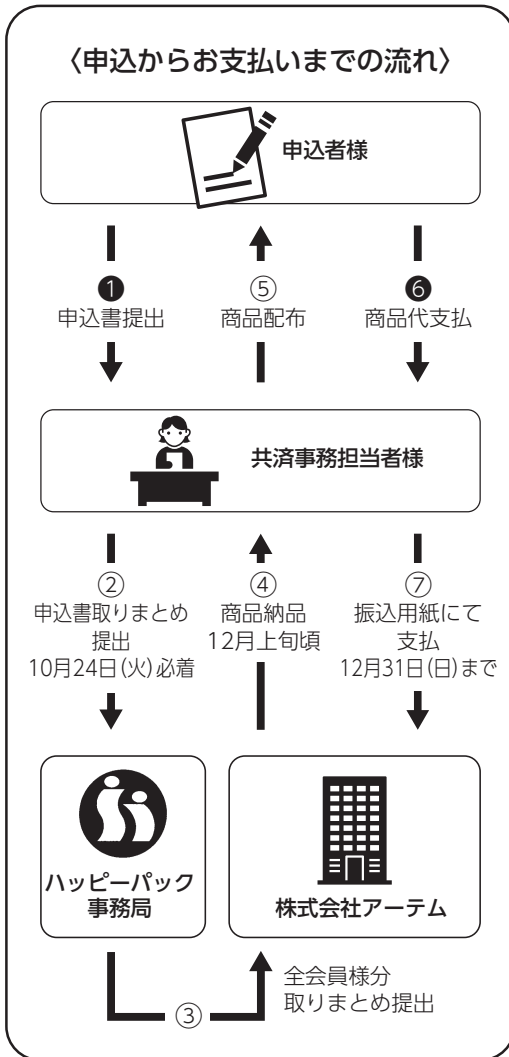 〈申込からお支払いまでの流れ〉
申込者様
❶
申込書提出
⑤
商品配布
❻
商品代支払
共済事務担当者様
②
申込書取りまとめ
提出
10月24日(火)必着
④
商品納品
12月上旬頃
⑦
振込用紙にて
支払
12月31日(日)まで
ハッピーパック
事務局
株式会社アーテム
③
全会員様分
取りまとめ提出